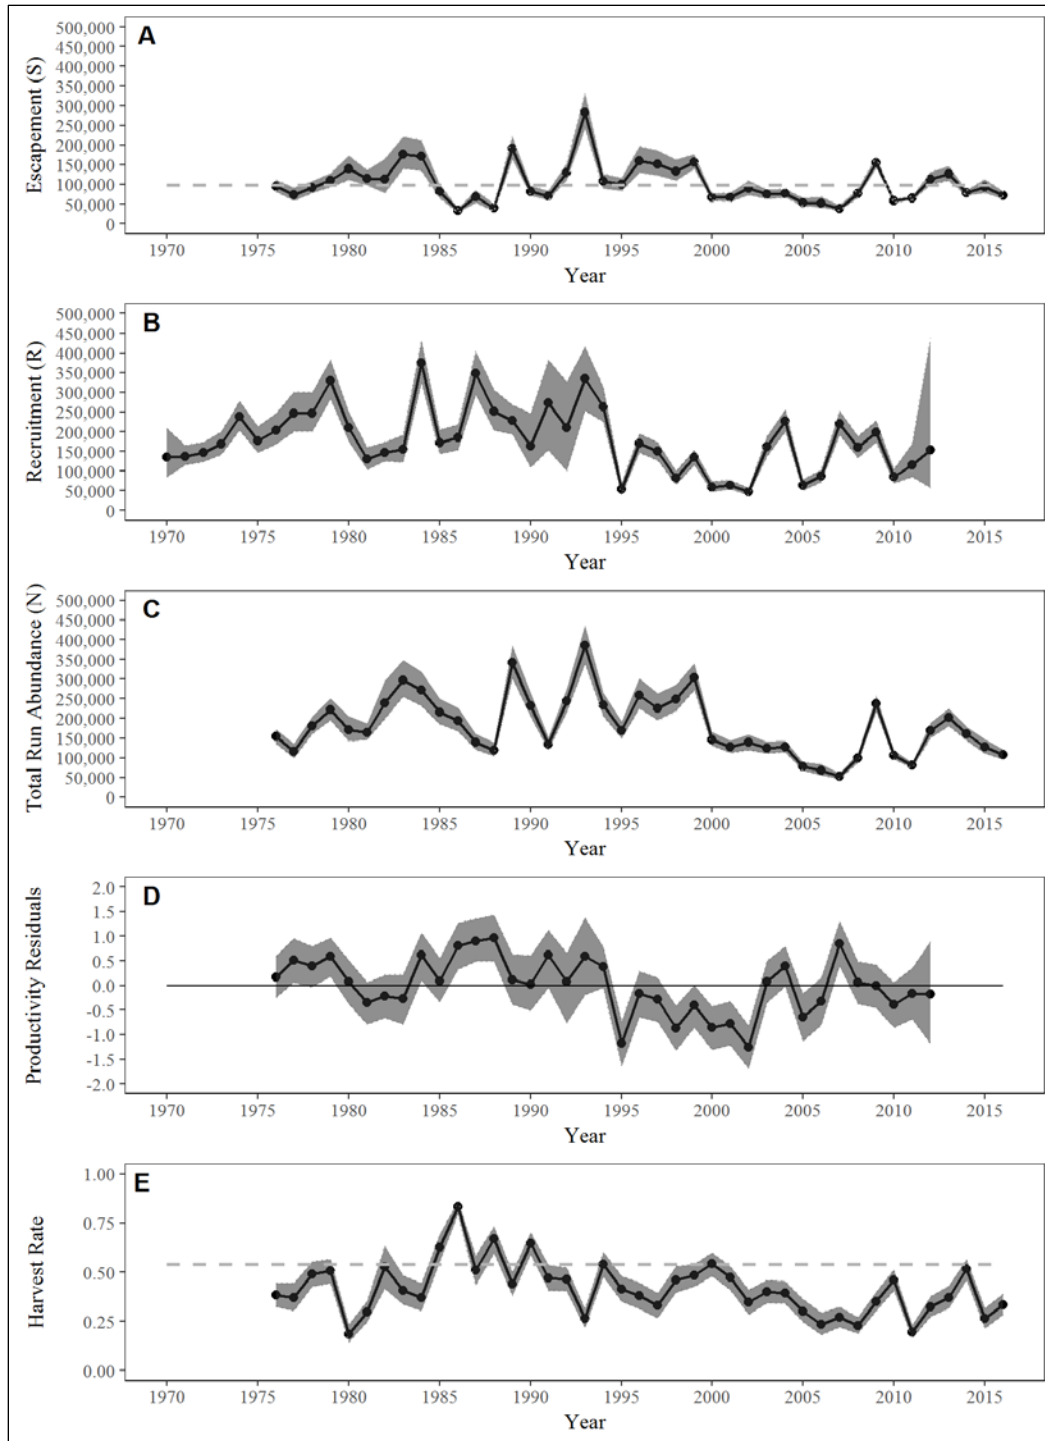 A
Escapement (S)
500,000
450,000
400,000
350,000
300,000
250,000
200,000
150,000
100,000
50,000
0
1970 1975 1980 1985 1990 1995 2000 2005 2010 2015
Year
B
Recruitment (R)
500,000
450,000
400,000
350,000
300,000
250,000
200,000
150,000
100,000
50,000
0
1970 1975 1980 1985 1990 1995 2000 2005 2010 2015
Year
C
Total Run Abundance (N)
500,000
450,000
400,000
350,000
300,000
250,000
200,000
150,000
100,000
50,000
0
1970 1975 1980 1985 1990 1995 2000 2005 2010 2015
Year
D
Productivity Residuals
2.0
1.5
1.0
0.5
0.0
-0.5
-1.0
-1.5
-2.0
1970 1975 1980 1985 1990 1995 2000 2005 2010 2015
Year
E
Harvest Rate
1.00
0.75
0.50
0.25
0.00
1970 1975 1980 1985 1990 1995 2000 2005 2010 2015
Year